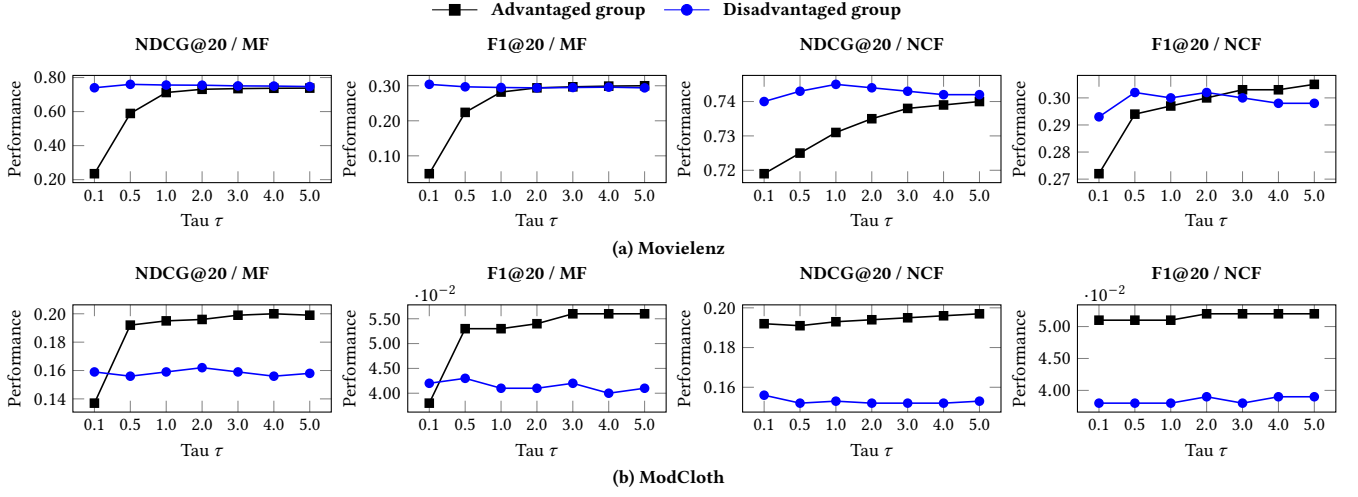 Advantaged group Disadvantaged group
NDCG@20 / MF
Performance
0.80
0.60
0.40
0.20
0.1 0.5 1.0 2.0 3.0 4.0 5.0
Tau τ
F1@20 / MF
Performance
0.30
0.20
0.10
0.1 0.5 1.0 2.0 3.0 4.0 5.0
Tau τ
NDCG@20 / NCF
Performance
0.74
0.73
0.72
0.1 0.5 1.0 2.0 3.0 4.0 5.0
Tau τ
F1@20 / NCF
Performance
0.30
0.29
0.28
0.27
0.1 0.5 1.0 2.0 3.0 4.0 5.0
Tau τ
(a) Movielenz
NDCG@20 / MF
Performance
0.20
0.18
0.16
0.14
0.1 0.5 1.0 2.0 3.0 4.0 5.0
Tau τ
F1@20 / MF
·10⁻²
Performance
5.50
5.00
4.50
4.00
0.1 0.5 1.0 2.0 3.0 4.0 5.0
Tau τ
NDCG@20 / NCF
Performance
0.20
0.18
0.16
0.1 0.5 1.0 2.0 3.0 4.0 5.0
Tau τ
F1@20 / NCF
·10⁻²
Performance
5.00
4.50
4.00
0.1 0.5 1.0 2.0 3.0 4.0 5.0
Tau τ
(b) ModCloth